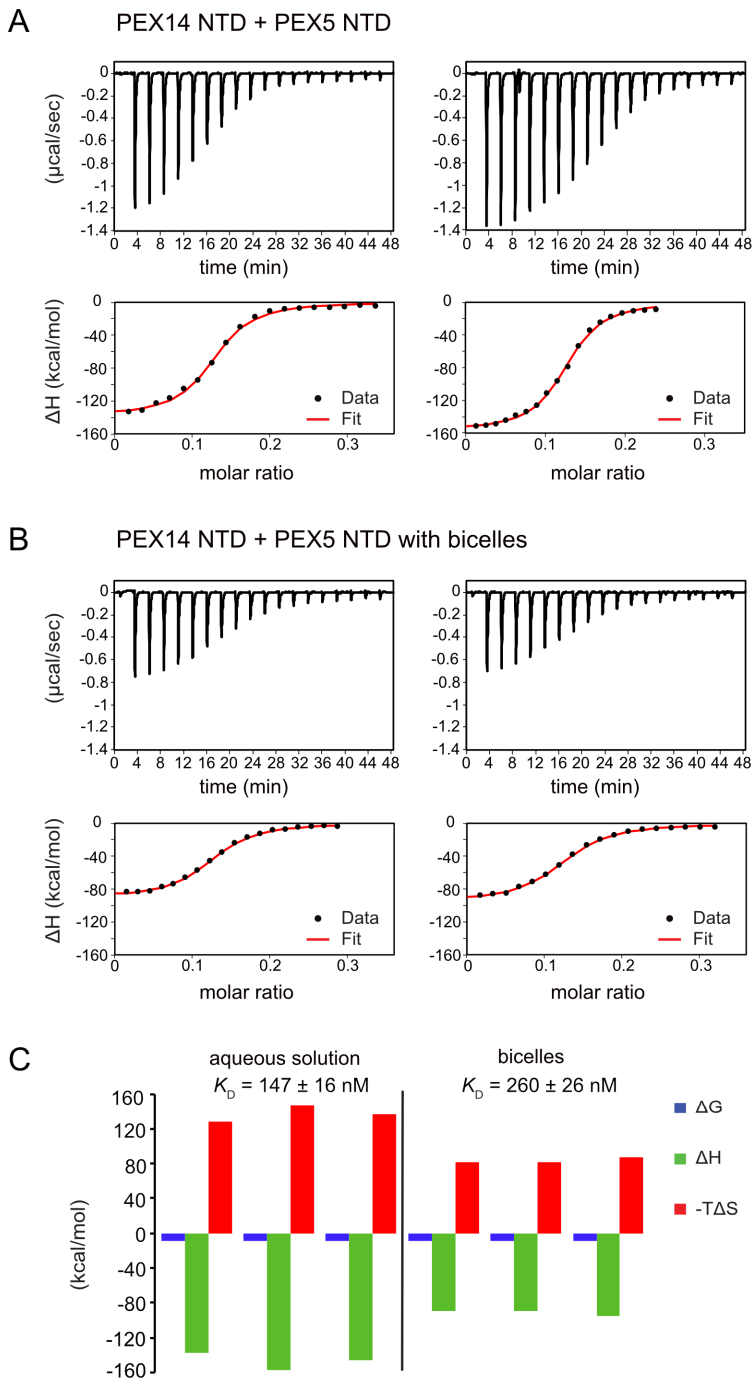 A
PEX14 NTD + PEX5 NTD
(µcal/sec)
0
-0.2
-0.4
-0.6
-0.8
-1
-1.2
-1.4
0 4 8 12 16 20 24 28 32 36 40 44 48
time (min)
0
-0.2
-0.4
-0.6
-0.8
-1
-1.2
-1.4
0 4 8 12 16 20 24 28 32 36 40 44 48
time (min)
ΔH (kcal/mol)
0
-40
-80
-120
-160
Data
Fit
0 0.1 0.2 0.3
molar ratio
0
-40
-80
-120
-160
Data
Fit
0 0.1 0.2 0.3
molar ratio
B
PEX14 NTD + PEX5 NTD with bicelles
(µcal/sec)
0
-0.2
-0.4
-0.6
-0.8
-1
-1.2
-1.4
0 4 8 12 16 20 24 28 32 36 40 44 48
time (min)
0
-0.2
-0.4
-0.6
-0.8
-1
-1.2
-1.4
0 4 8 12 16 20 24 28 32 36 40 44 48
time (min)
ΔH (kcal/mol)
0
-40
-80
-120
-160
Data
Fit
0 0.1 0.2 0.3
molar ratio
0
-40
-80
-120
-160
Data
Fit
0 0.1 0.2 0.3
molar ratio
C
aqueous solution
K_D = 147 ± 16 nM
bicelles
K_D = 260 ± 26 nM
(kcal/mol)
160
120
80
40
0
-40
-80
-120
-160
ΔG
ΔH
-TΔS